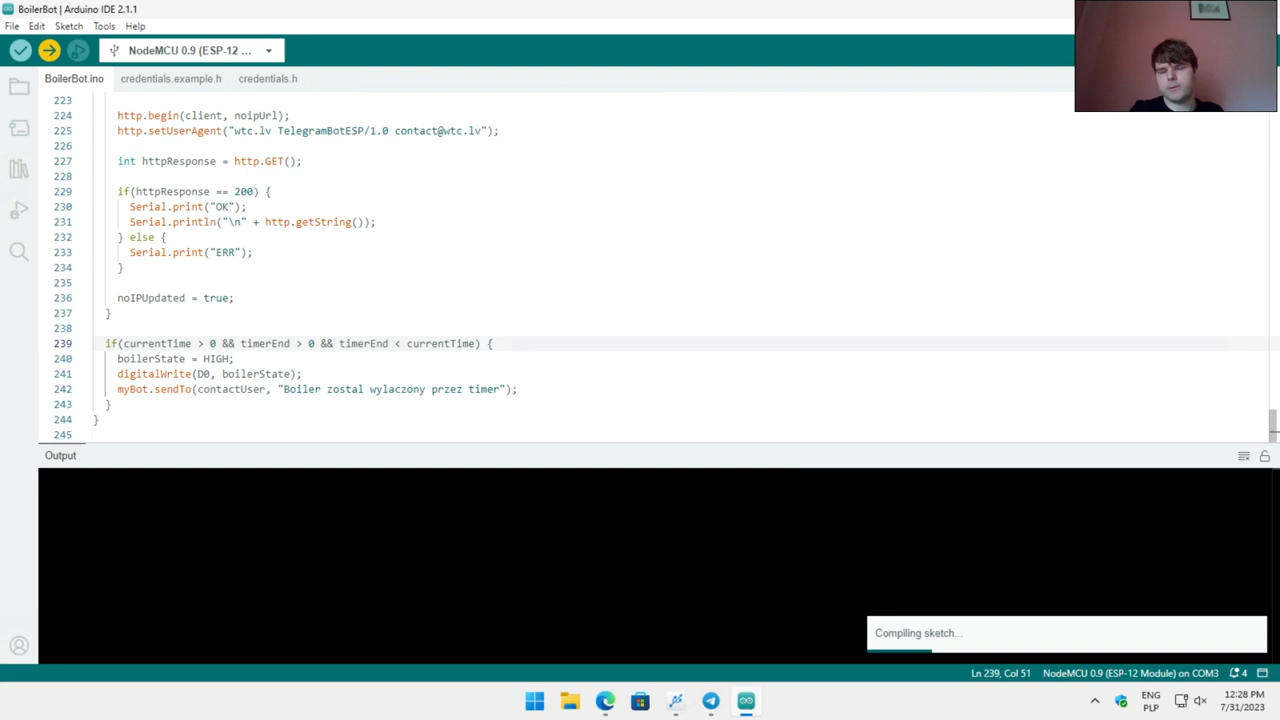 BoilerBot | Arduino IDE 2.1.1
File Edit Sketch Tools Help
NodeMCU 0.9 (ESP-12 ...
BoilerBot.ino credentials.example.h credentials.h
223
224 http.begin(client, noipUrl);
225 http.setUserAgent("wtc.lv TelegramBotESP/1.0 contact@wtc.lv");
226
227 int httpResponse = http.GET();
228
229 if(httpResponse == 200) {
230 Serial.print("OK");
231 Serial.println("\n" + http.getString());
232 } else {
233 Serial.print("ERR");
234 }
235
236 noIPUpdated = true;
237 }
238
239 if(currentTime > 0 && timerEnd > 0 && timerEnd < currentTime) {
240 boilerState = HIGH;
241 digitalWrite(D0, boilerState);
242 myBot.sendTo(contactUser, "Boiler zostal wylaczony przez timer");
243 }
244 }
245
Output
Compiling sketch...
Ln 239, Col 51 NodeMCU 0.9 (ESP-12 Module) on COM3 4
ENG
PLP
12:28 PM
7/31/2023